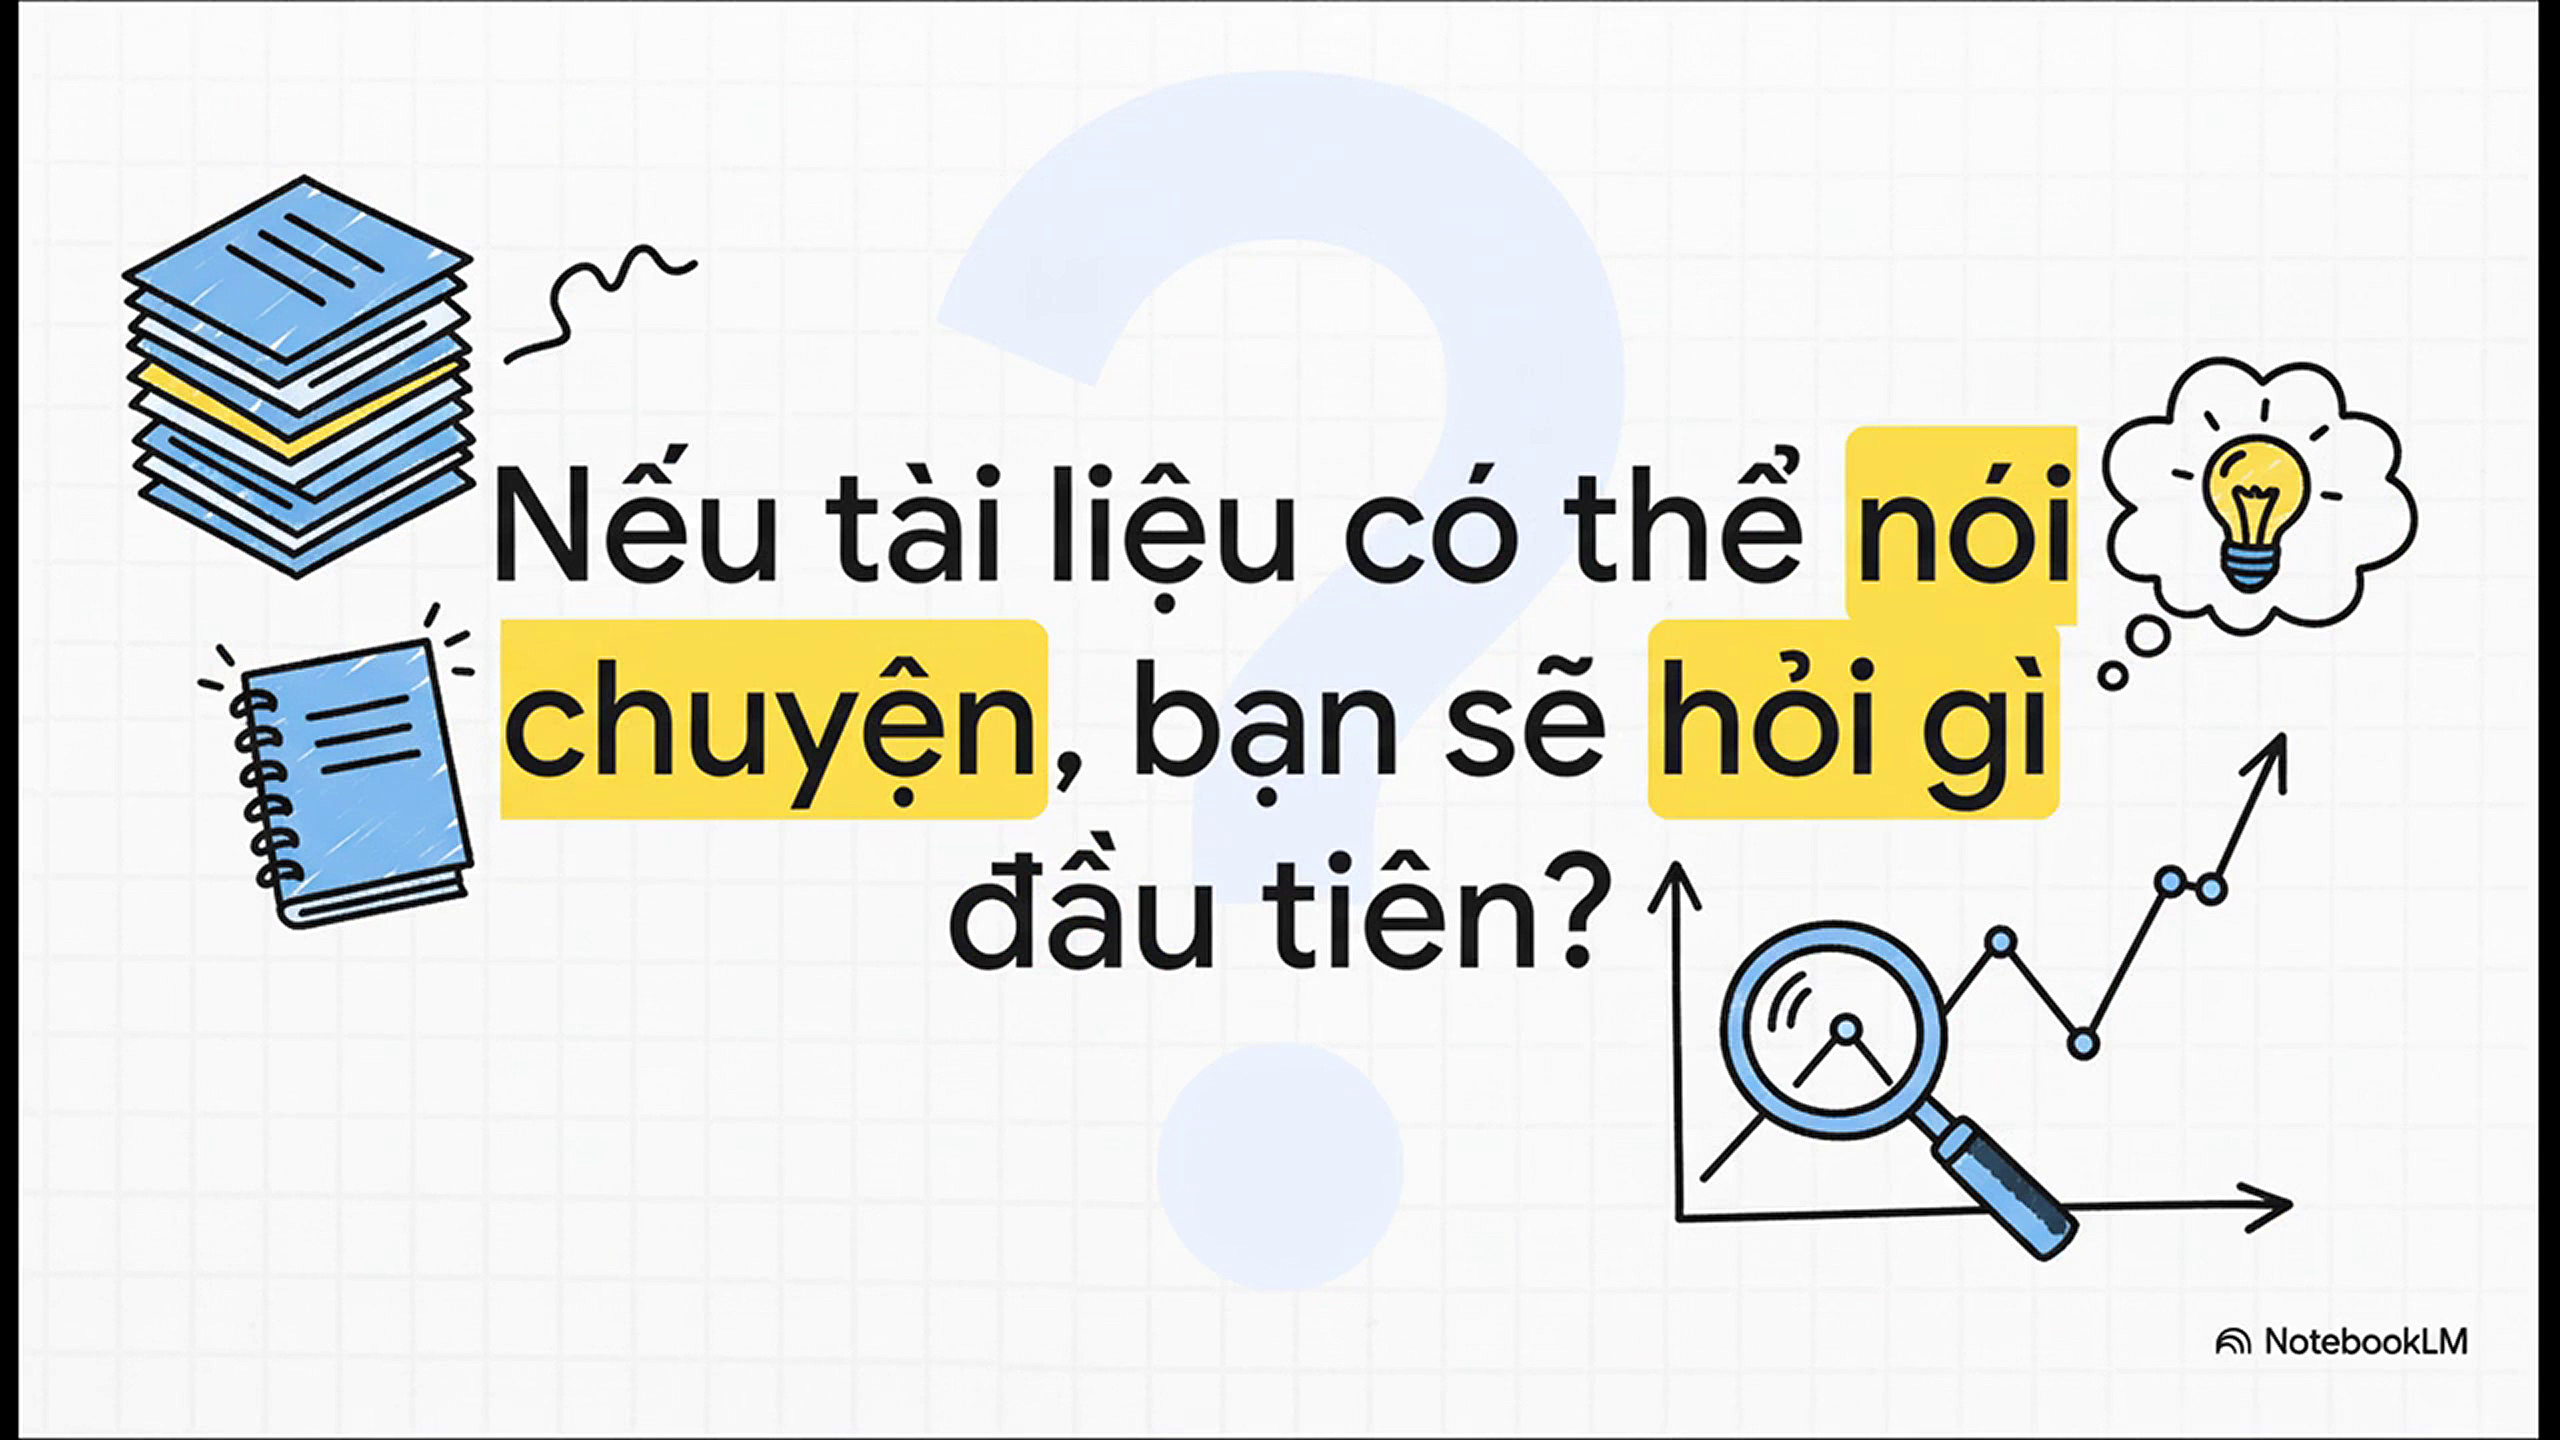 Nếu tài liệu có thể nói
chuyện, bạn sẽ hỏi gì
đầu tiên?
NotebookLM